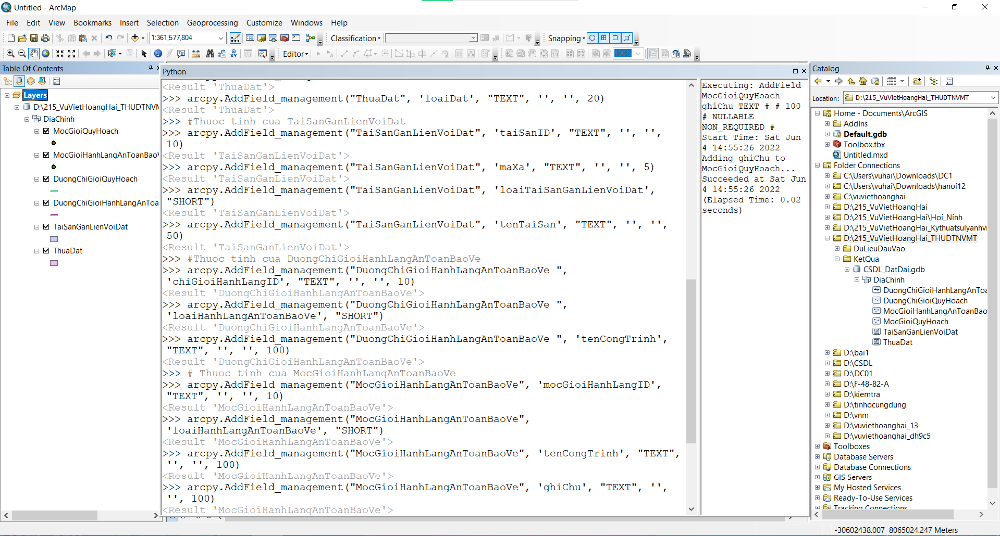 Untitled - ArcMap
File Edit View Bookmarks Insert Selection Geoprocessing Customize Windows Help
1:361,577,804
Classification
Snapping
Editor
100%
Table Of Contents
Layers
D:\215_VuVietHoangHai_THUDTNVM
DiaChinh
MocGioiQuyHoach
MocGioiHanhLangAnToanBaoV
DuongChiGioiQuyHoach
DuongChiGioiHanhLangAnToa
TaiSanGanLienVoiDat
ThuaDat
Python
<Result 'ThuaDat'>
>>> arcpy.AddField_management("ThuaDat", 'loaiDat', "TEXT", '', '', 20)
<Result 'ThuaDat'>
>>> #Thuoc tinh cua TaiSanGanLienVoiDat
>>> arcpy.AddField_management("TaiSanGanLienVoiDat", 'taiSanID', "TEXT", '', '',
10)
<Result 'TaiSanGanLienVoiDat'>
>>> arcpy.AddField_management("TaiSanGanLienVoiDat", 'maXa', "TEXT", '', '', 5)
<Result 'TaiSanGanLienVoiDat'>
>>> arcpy.AddField_management("TaiSanGanLienVoiDat", 'loaiTaiSanGanLienVoiDat',
"SHORT")
<Result 'TaiSanGanLienVoiDat'>
>>> arcpy.AddField_management("TaiSanGanLienVoiDat", 'tenTaiSan', "TEXT", '', '',
50)
<Result 'TaiSanGanLienVoiDat'>
>>> #Thuoc tinh cua DuongChiGioiHanhLangAnToanBaoVe
>>> arcpy.AddField_management("DuongChiGioiHanhLangAnToanBaoVe ",
'chiGioiHanhLangID', "TEXT", '', '', 10)
<Result 'DuongChiGioiHanhLangAnToanBaoVe'>
>>> arcpy.AddField_management("DuongChiGioiHanhLangAnToanBaoVe ",
'loaiHanhLangAnToanBaoVe', "SHORT")
<Result 'DuongChiGioiHanhLangAnToanBaoVe'>
>>> arcpy.AddField_management("DuongChiGioiHanhLangAnToanBaoVe ", 'tenCongTrinh',
"TEXT", '', '', 100)
<Result 'DuongChiGioiHanhLangAnToanBaoVe'>
>>> # Thuoc tinh cua MocGioiHanhLangAnToanBaoVe
>>> arcpy.AddField_management("MocGioiHanhLangAnToanBaoVe", 'mocGioiHanhLangID',
"TEXT", '', '', 10)
<Result 'MocGioiHanhLangAnToanBaoVe'>
>>> arcpy.AddField_management("MocGioiHanhLangAnToanBaoVe",
'loaiHanhLangAnToanBaoVe', "SHORT")
<Result 'MocGioiHanhLangAnToanBaoVe'>
>>> arcpy.AddField_management("MocGioiHanhLangAnToanBaoVe", 'tenCongTrinh', "TEXT",
'', '', 100)
<Result 'MocGioiHanhLangAnToanBaoVe'>
>>> arcpy.AddField_management("MocGioiHanhLangAnToanBaoVe", 'ghiChu', "TEXT", '',
'', 100)
<Result 'MocGioiHanhLangAnToanBaoVe'>
Executing: AddField
MocGioiQuyHoach
ghiChu TEXT # # 100
# NULLABLE
NON_REQUIRED #
Start Time: Sat Jun
4 14:55:26 2022
Adding ghiChu to
MocGioiQuyHoach...
Succeeded at Sat Jun
4 14:55:26 2022
(Elapsed Time: 0.02
seconds)
Catalog
Location: D:\215_VuVietHoangHai_THUDTNVMT
Home - Documents\ArcGIS
AddIns
Default.gdb
Toolbox.tbx
Untitled.mxd
Folder Connections
C:\Users\vuhai\Downloads\DC1
C:\Users\vuhai\Downloads\hanoi12
C:\vuviethoanghai
D:\215_VuVietHoangHai
D:\215_VuVietHoangHai\Hoi_Ninh
D:\215_VuVietHoangHai_Kythuatsulyanhvi
D:\215_VuVietHoangHai_THUDTNVMT
DuLieuDauVao
KetQua
CSDL_DatDai.gdb
DiaChinh
DuongChiGioiHanhLangAnToa
DuongChiGioiQuyHoach
MocGioiHanhLangAnToanBao
MocGioiQuyHoach
TaiSanGanLienVoiDat
ThuaDat
D:\bai1
D:\CSDL
D:\DC01
D:\F-48-82-A
D:\kiemtra
D:\tinhocungdung
D:\vnm
D:\vuviethoanghai_13
D:\vuviethoanghai_dh9c5
Toolboxes
Database Servers
Database Connections
GIS Servers
My Hosted Services
Ready-To-Use Services
Tracking Connections
-30602438.007 8065024.247 Meters